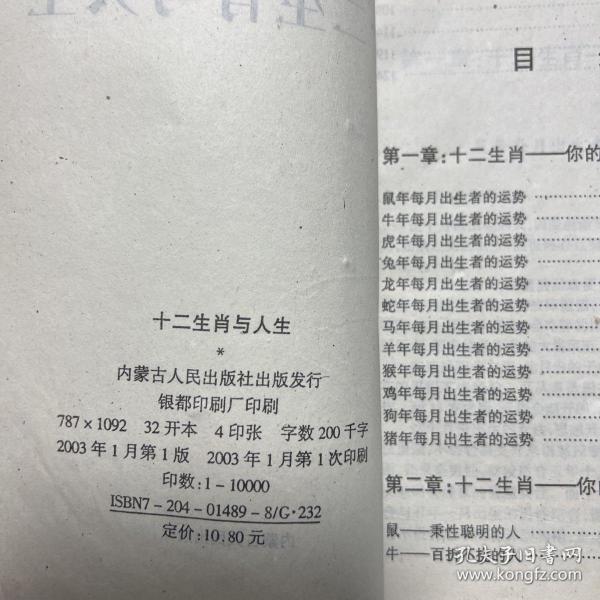 十二生肖与人生
*
内蒙古人民出版社出版发行
银都印刷厂印刷
787×1092 32开本 4印张 字数200千字
2003年1月第1版 2003年1月第1次印刷
印数:1-10000
ISBN7-204-01489-8/G·232
定价:10.80元
目
第一章:十二生肖——你的
鼠年每月出生者的运势
牛年每月出生者的运势
虎年每月出生者的运势
兔年每月出生者的运势
龙年每月出生者的运势
蛇年每月出生者的运势
马年每月出生者的运势
羊年每月出生者的运势
猴年每月出生者的运势
鸡年每月出生者的运势
狗年每月出生者的运势
猪年每月出生者的运势
第二章:十二生肖——你的
鼠——秉性聪明的人
牛——百折不挠的人
孔夫子旧书网
www.kongfz.com